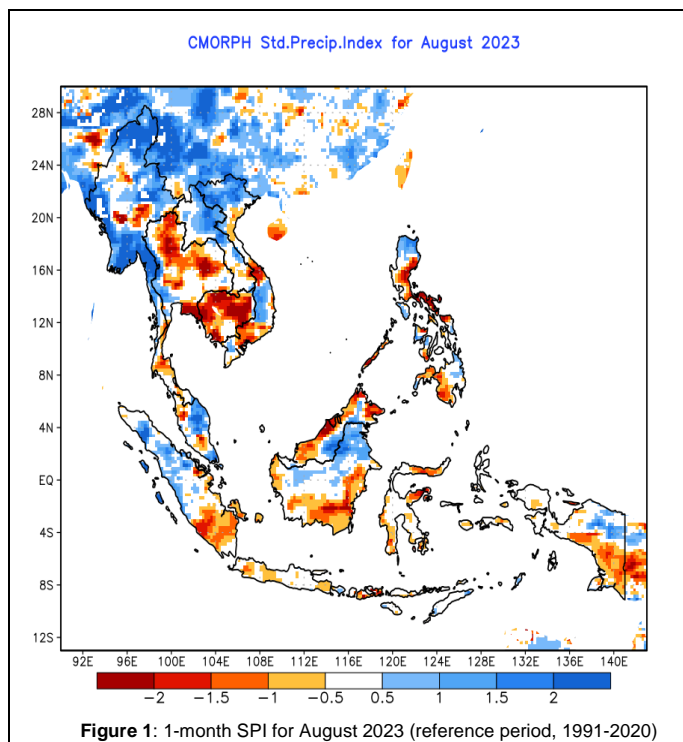 CMORPH Std.Precip.Index for August 2023
28N
24N
20N
16N
12N
8N
4N
EQ
4S
8S
12S
92E 96E 100E 104E 108E 112E 116E 120E 124E 128E 132E 136E 140E
-2 -1.5 -1 -0.5 0.5 1 1.5 2
Figure 1: 1-month SPI for August 2023 (reference period, 1991-2020)